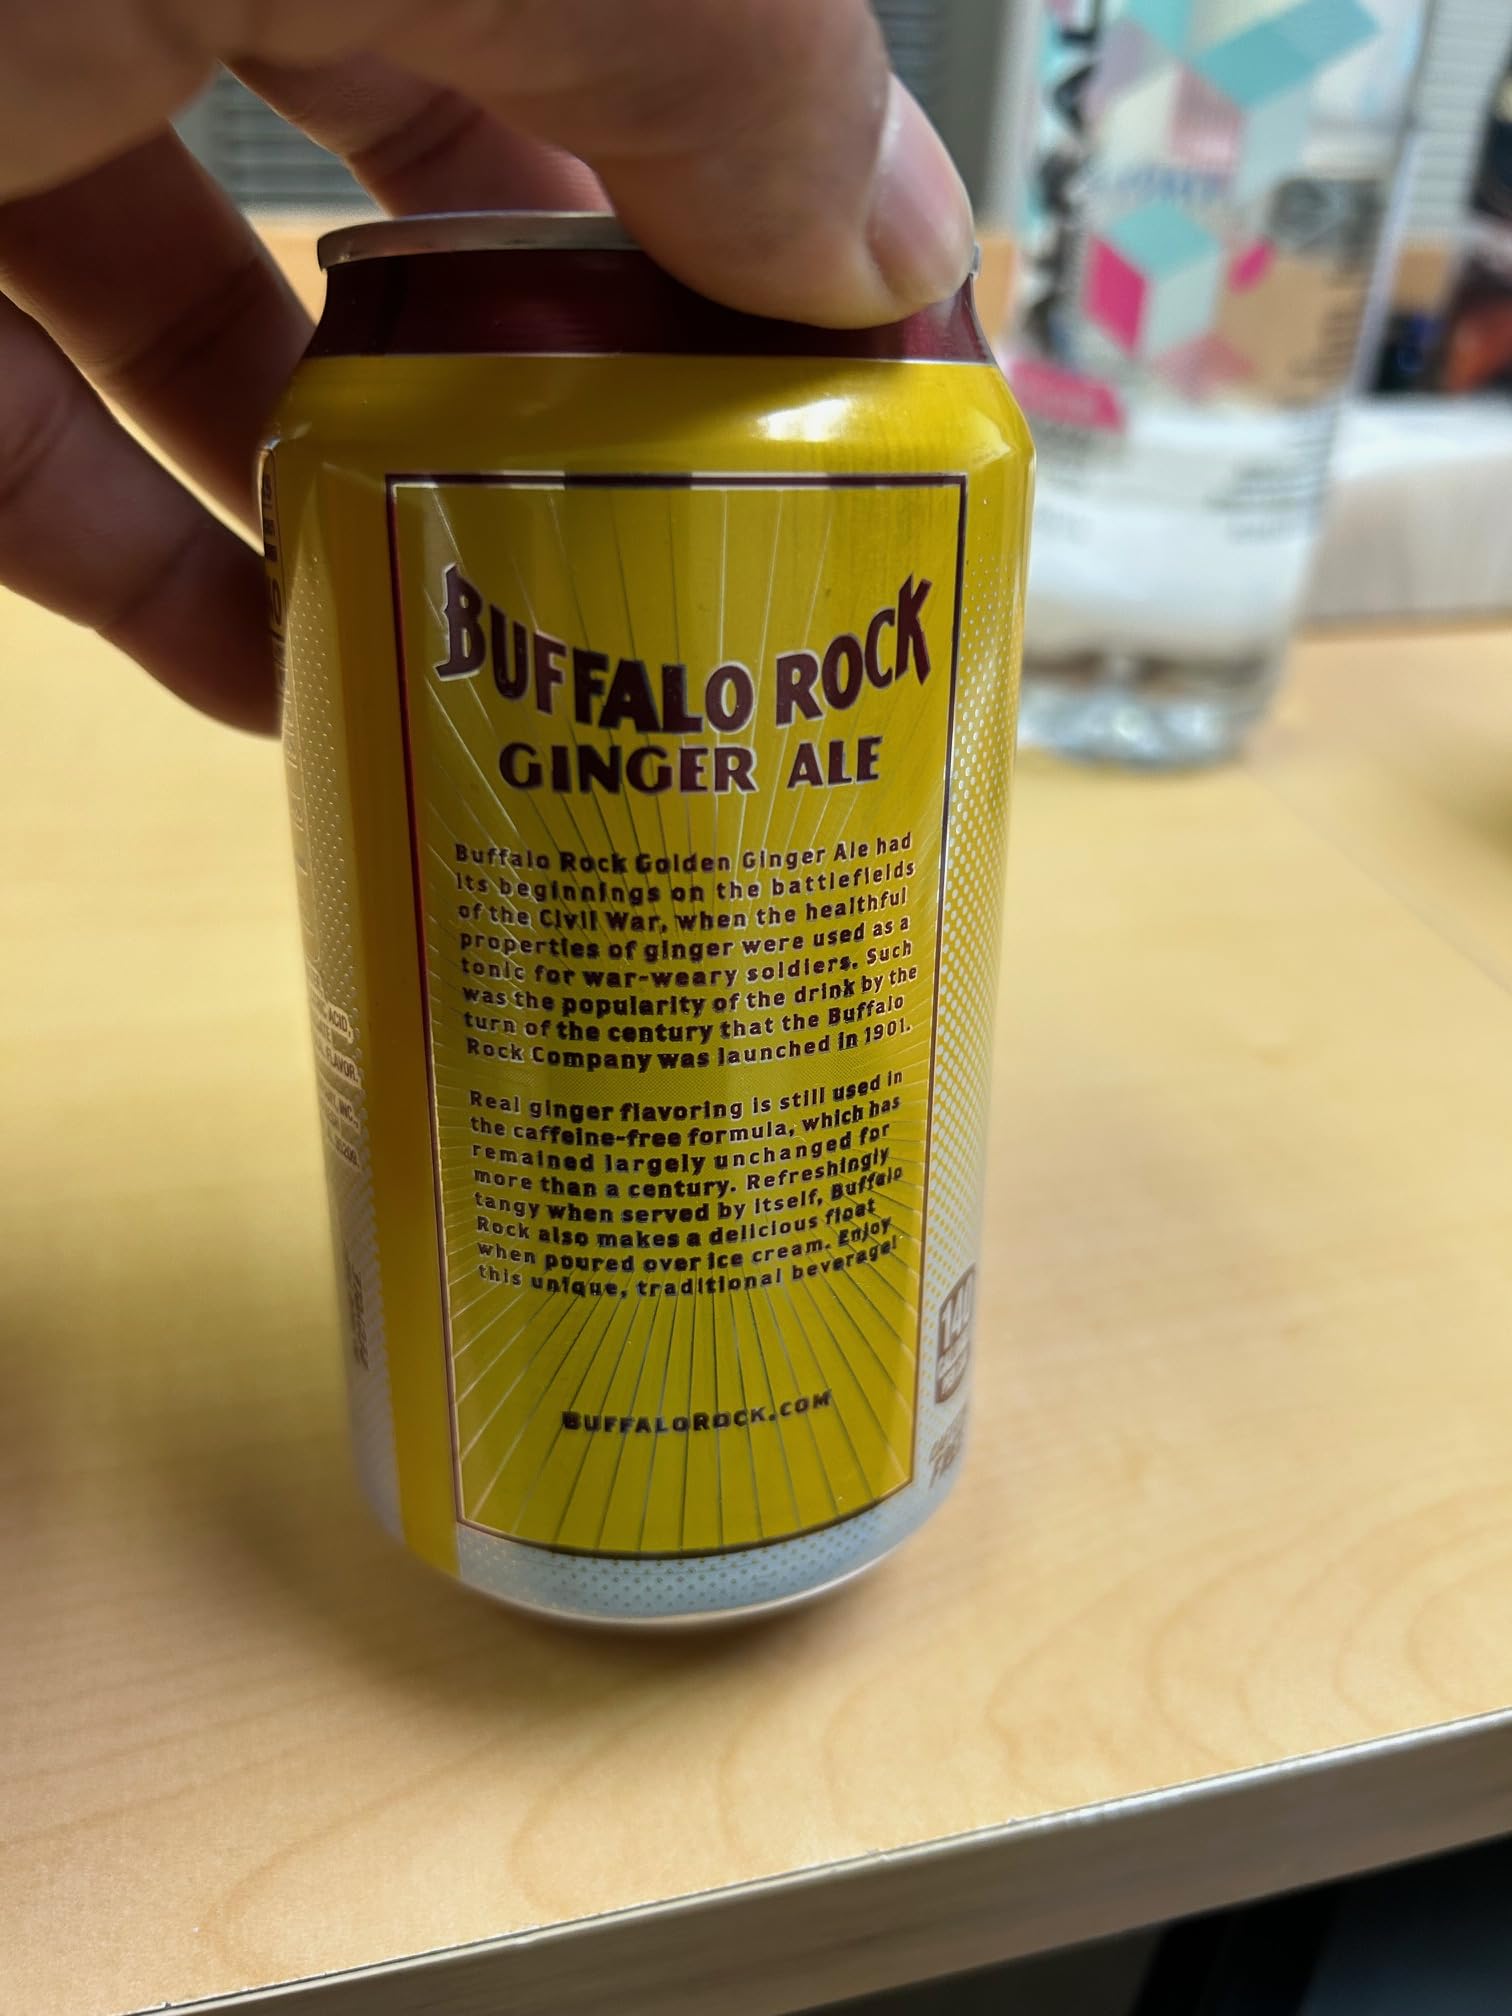 BUFFALO ROCK
GINGER ALE
Buffalo Rock Golden Ginger Ale had
its beginnings on the battlefields
of the Civil War, when the healthful
properties of ginger were used as a
tonic for war-weary soldiers. Such
was the popularity of the drink by the
turn of the century that the Buffalo
Rock Company was launched in 1901.
Real ginger flavoring is still used in
the caffeine-free formula, which has
remained largely unchanged for
more than a century. Refreshingly
tangy when served by itself, Buffalo
Rock also makes a delicious float
when poured over ice cream. Enjoy
this unique, traditional beverage!
BUFFALOROCK.COM
ACID,
FLAVOR.
INC.,
140